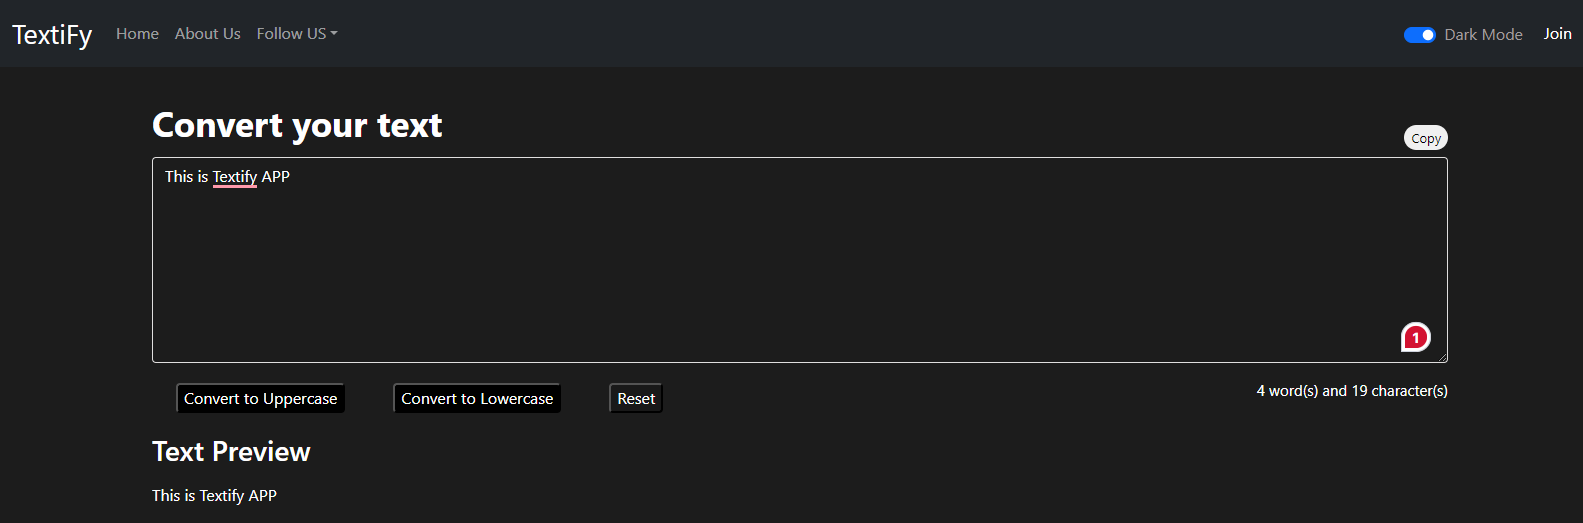 TextiFy Home About Us Follow US Dark Mode Join
Convert your text
Copy
This is Textify APP
1
Convert to Uppercase Convert to Lowercase Reset 4 word(s) and 19 character(s)
Text Preview
This is Textify APP